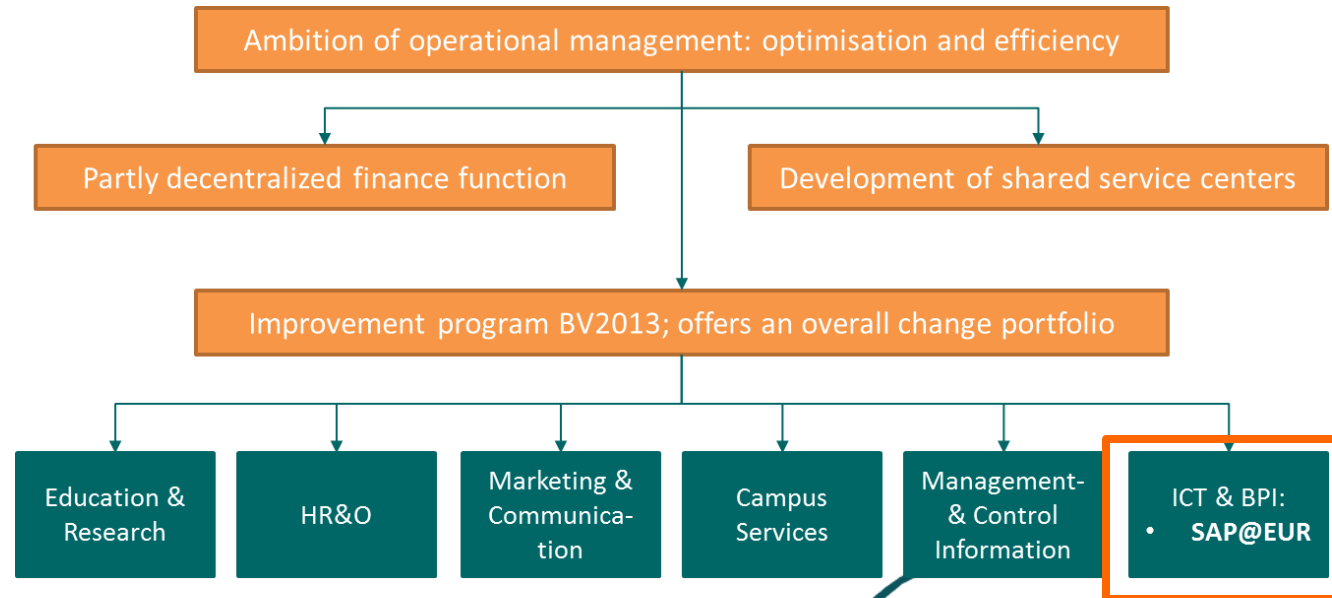 Ambition of operational management: optimisation and efficiency
Partly decentralized finance function
Development of shared service centers
Improvement program BV2013; offers an overall change portfolio
Education &
Research
HR&O
Marketing &
Communica-
tion
Campus
Services
Management-
& Control
Information
ICT & BPI:
• SAP@EUR